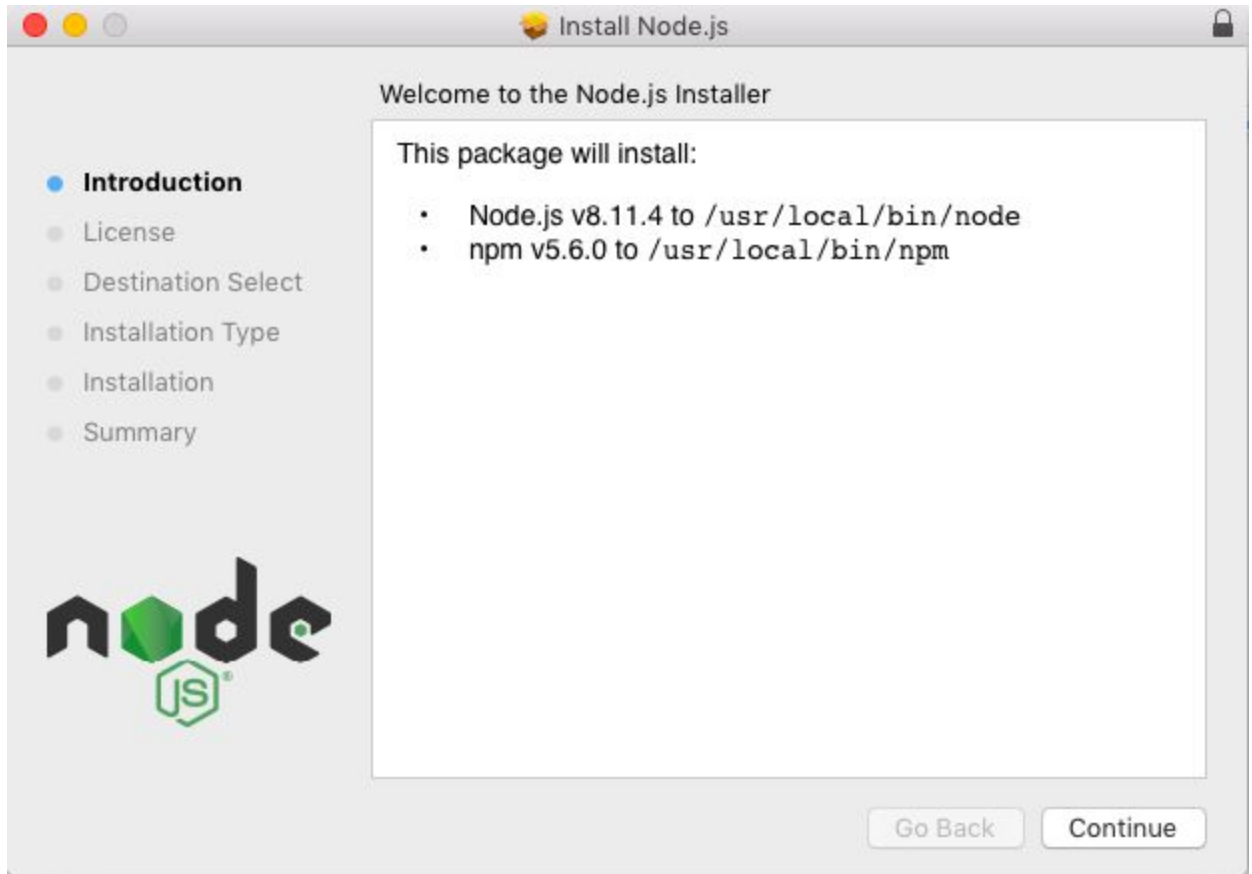 Install Node.js
Welcome to the Node.js Installer
Introduction
License
Destination Select
Installation Type
Installation
Summary
This package will install:
• Node.js v8.11.4 to /usr/local/bin/node
• npm v5.6.0 to /usr/local/bin/npm
node
JS®
Go Back
Continue